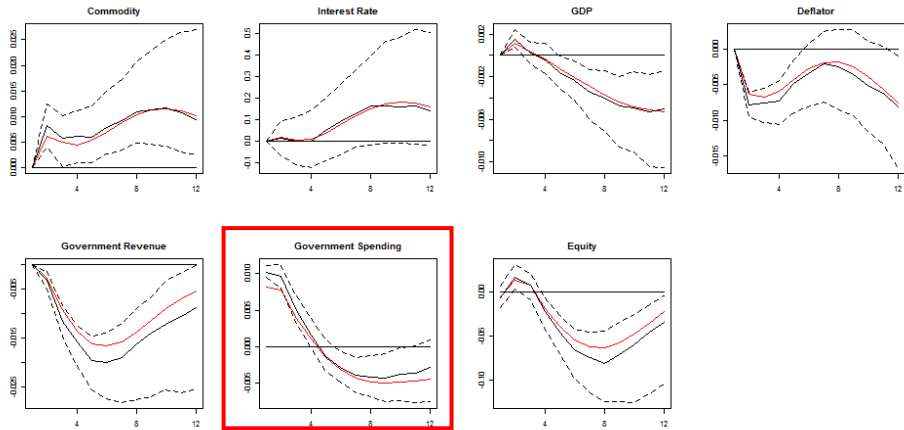 Commodity
0.025
0.020
0.015
0.010
0.005
0.000
4 8 12
Interest Rate
0.5
0.4
0.3
0.2
0.1
0.0
-0.1
4 8 12
GDP
0.002
-0.002
-0.006
-0.010
4 8 12
Deflator
0.000
-0.005
-0.010
-0.015
4 8 12
Government Revenue
-0.005
-0.015
-0.025
4 8 12
Government Spending
0.010
0.005
0.000
-0.005
4 8 12
Equity
0.00
-0.05
-0.10
4 8 12